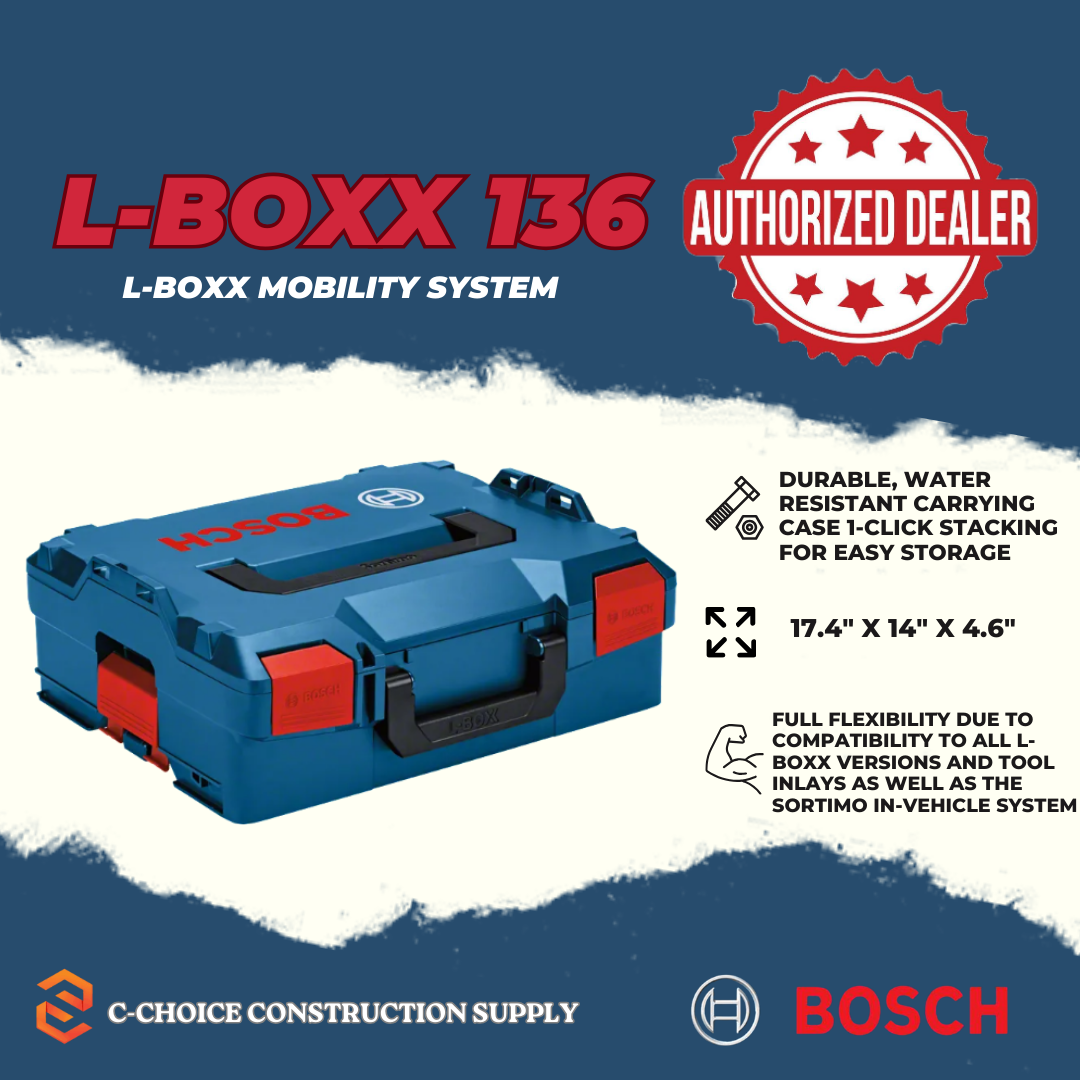 L-BOXX 136
L-BOXX MOBILITY SYSTEM
AUTHORIZED DEALER
DURABLE, WATER
RESISTANT CARRYING
CASE 1-CLICK STACKING
FOR EASY STORAGE
17.4" X 14" X 4.6"
FULL FLEXIBILITY DUE TO
COMPATIBILITY TO ALL L-
BOXX VERSIONS AND TOOL
INLAYS AS WELL AS THE
SORTIMO IN-VEHICLE SYSTEM
BOSCH
BOSCH
BOSCH
L-BOXX
C-CHOICE CONSTRUCTION SUPPLY
BOSCH